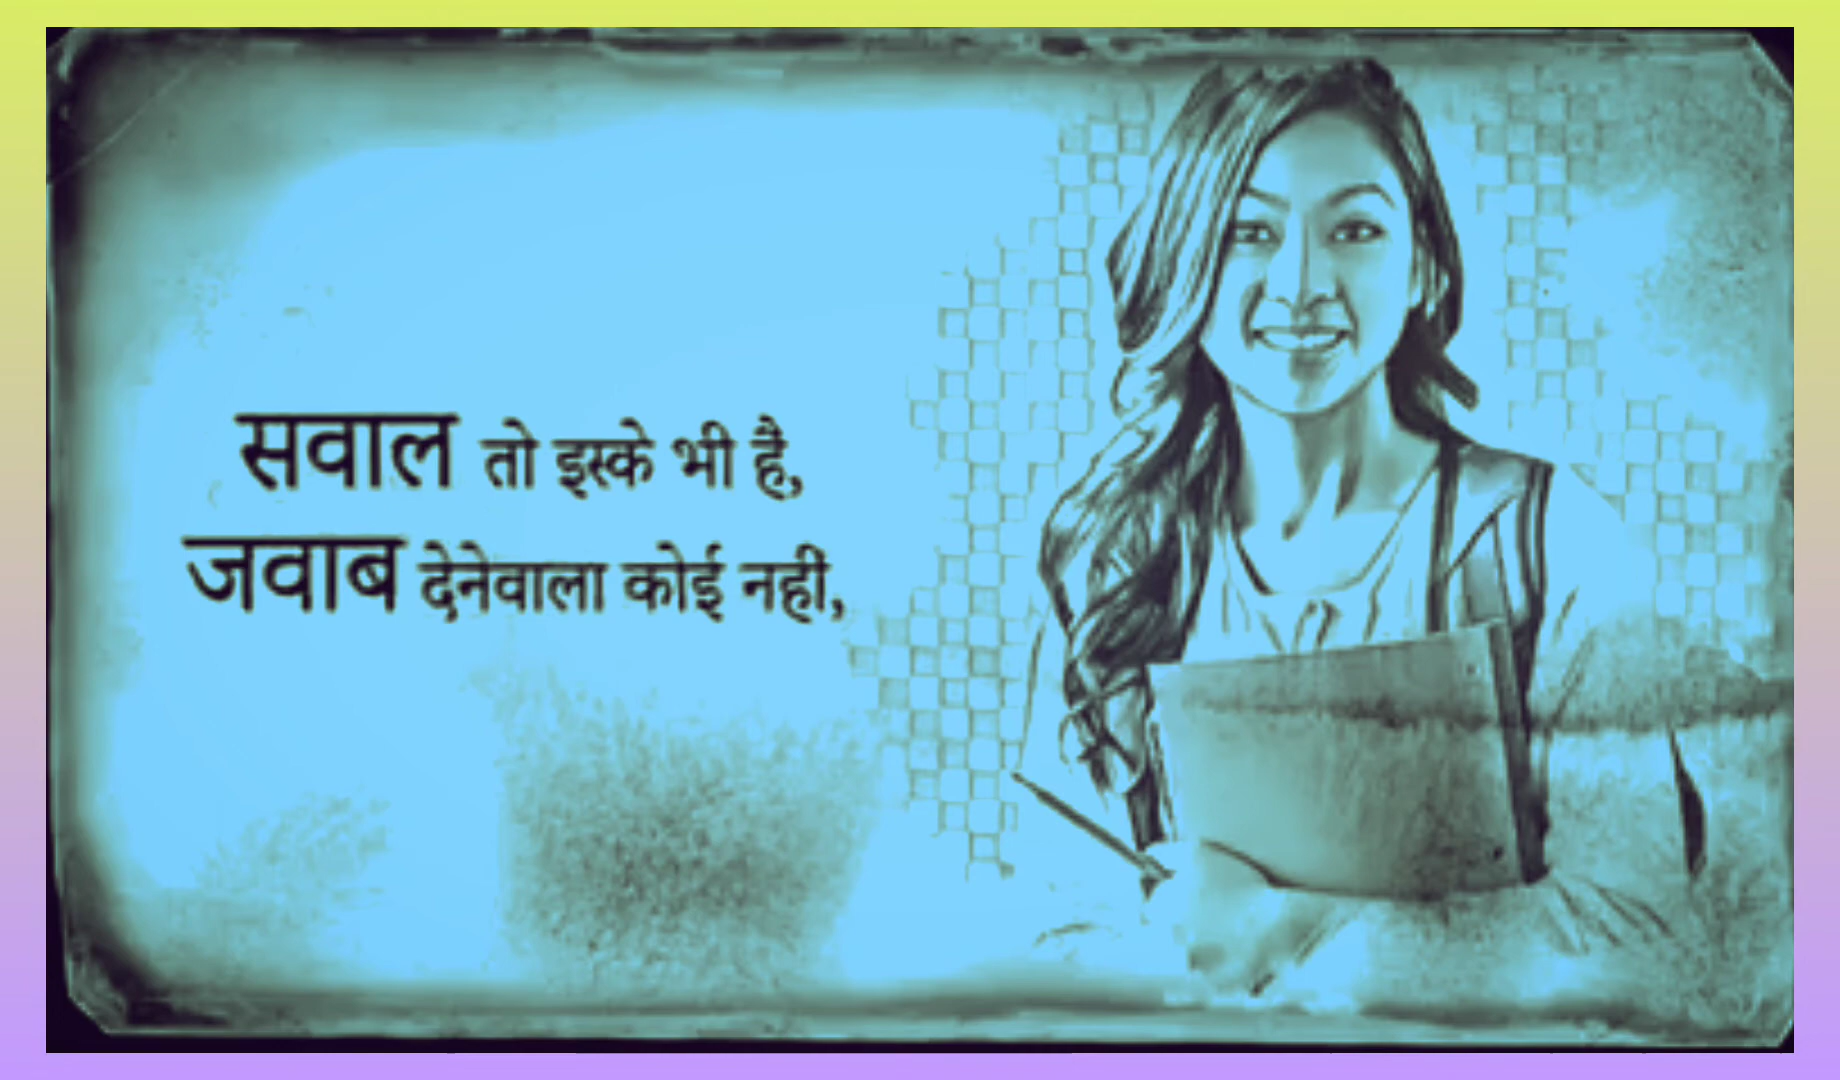 सवाल तो इस्के भी है,
जवाब देनेवाला कोई नहीं,